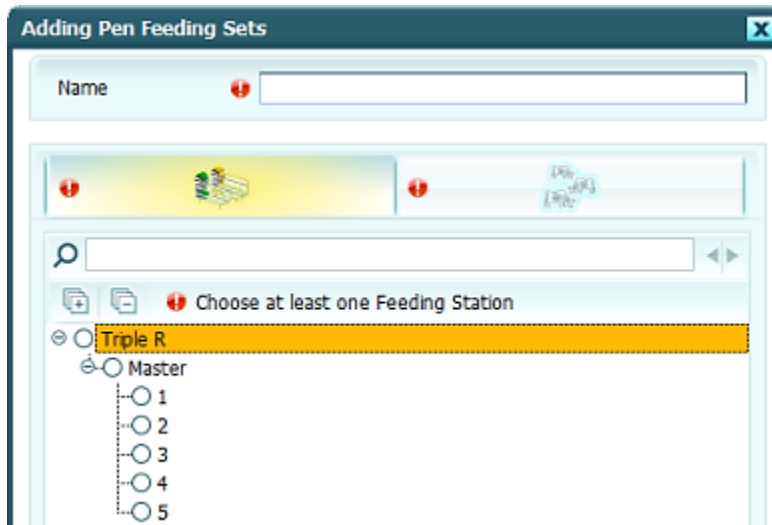 Adding Pen Feeding Sets
Name
Choose at least one Feeding Station
Triple R
Master
1
2
3
4
5